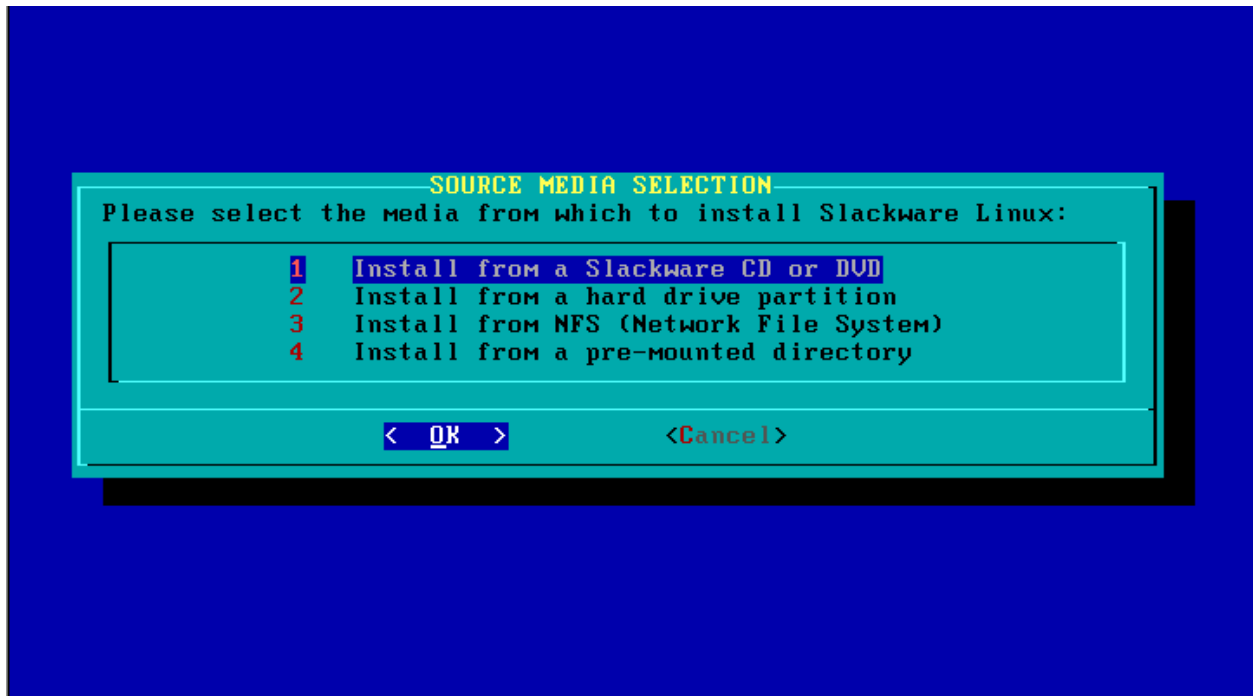 SOURCE MEDIA SELECTION
Please select the media from which to install Slackware Linux:
1 Install from a Slackware CD or DVD
2 Install from a hard drive partition
3 Install from NFS (Network File System)
4 Install from a pre-mounted directory
< OK > <Cancel>